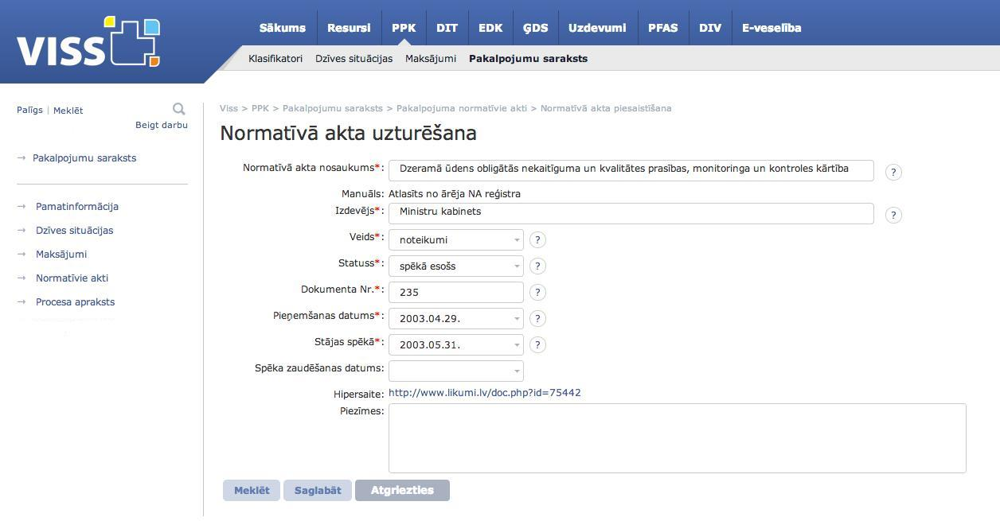 VISS
Sākums Resursi PPK DIT EDK ĢDS Uzdevumi PFAS DIV E-veselība
Klasifikatori Dzīves situācijas Maksājumi Pakalpojumu saraksts
Palīgs | Meklēt
Beigt darbu
→ Pakalpojumu saraksts
→ Pamatinformācija
→ Dzīves situācijas
→ Maksājumi
→ Normatīvie akti
→ Procesa apraksts
Viss > PPK > Pakalpojumu saraksts > Pakalpojuma normatīvie akti > Normatīvā akta piesaistīšana
Normatīvā akta uzturēšana
Normatīvā akta nosaukums*: Dzeramā ūdens obligātās nekaitīguma un kvalitātes prasības, monitoringa un kontroles kārtība ?
Manuāls: Atlasīts no ārēja NA reģistra
Izdevējs*: Ministru kabinets ?
Veids*: noteikumi ?
Statuss*: spēkā esošs ?
Dokumenta Nr.*: 235 ?
Pieņemšanas datums*: 2003.04.29. ?
Stājas spēkā*: 2003.05.31. ?
Spēka zaudēšanas datums:
Hipersaite: http://www.likumi.lv/doc.php?id=75442
Piezīmes:
Meklēt Saglabāt Atgriezties